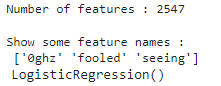 Number of features : 2547
Show some feature names :
['0ghz' 'fooled' 'seeing']
LogisticRegression()